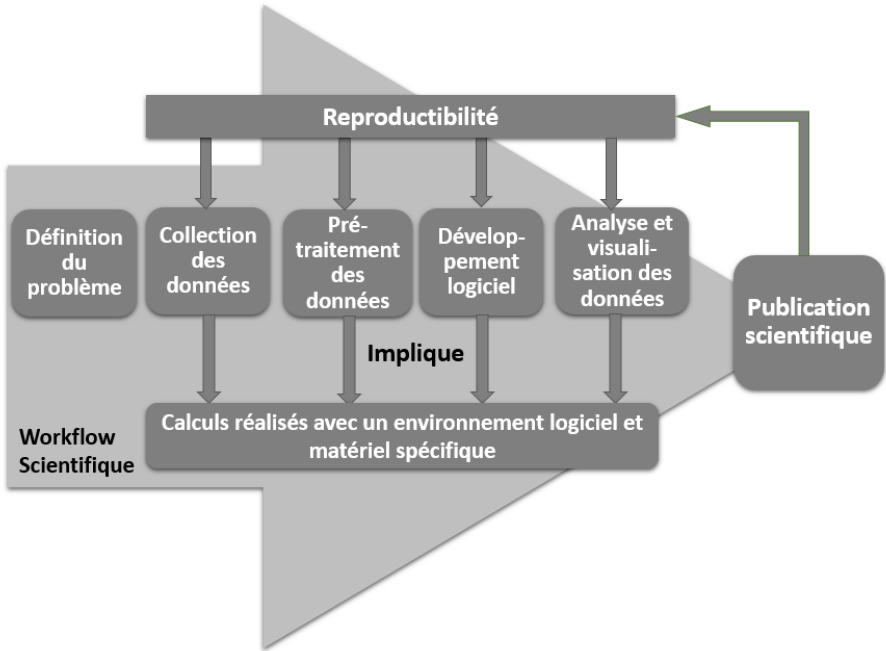 Reproductibilité
Définition
du
problème
Collection
des
données
Pré-
traitement
des
données
Dévelop-
pement
logiciel
Analyse et
visuali-
sation des
données
Publication
scientifique
Implique
Calculs réalisés avec un environnement logiciel et
matériel spécifique
Workflow
Scientifique